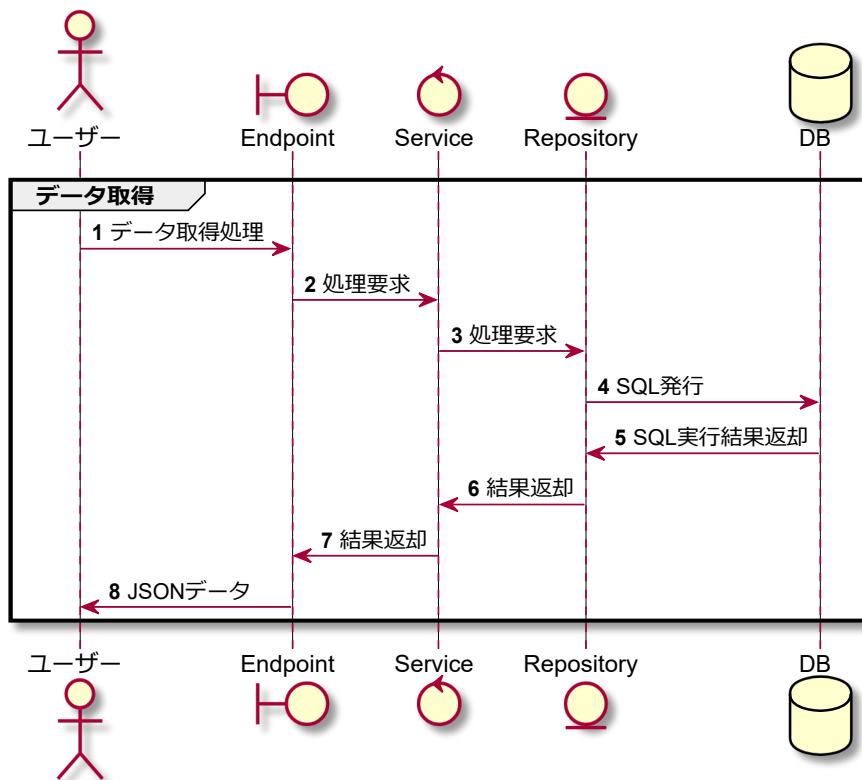 ユーザー Endpoint Service Repository DB
データ取得
1 データ取得処理
2 処理要求
3 処理要求
4 SQL発行
5 SQL実行結果返却
6 結果返却
7 結果返却
8 JSONデータ
ユーザー Endpoint Service Repository DB